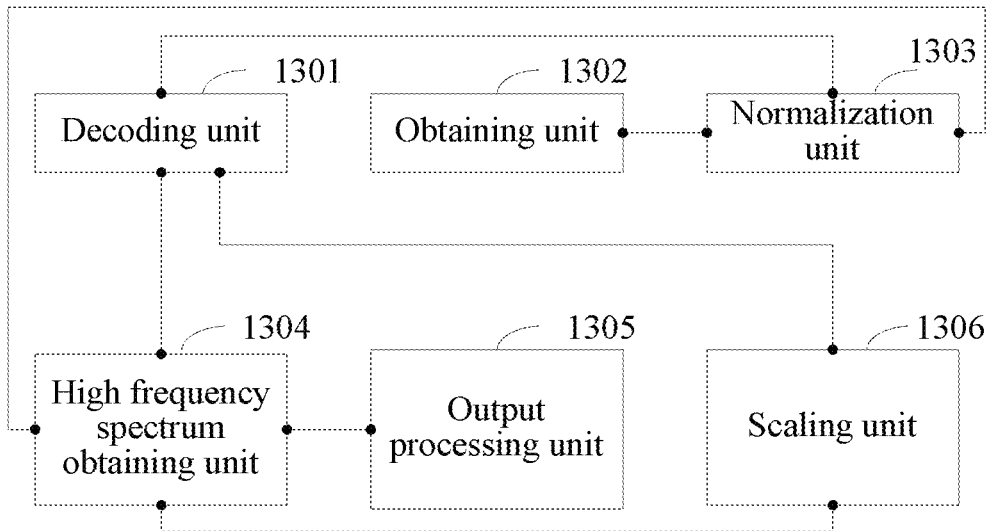 1301
1302
1303
Decoding unit
Obtaining unit
Normalization
unit
1304
1305
1306
High frequency
spectrum
obtaining unit
Output
processing unit
Scaling unit